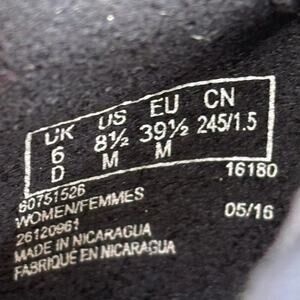 UK US EU CN
6 8½ 39½ 245/1.5
D M M
16180
60751526
WOMEN/FEMMES 05/16
26120961
MADE IN NICARAGUA
FABRIQUÉ EN NICARAGUA